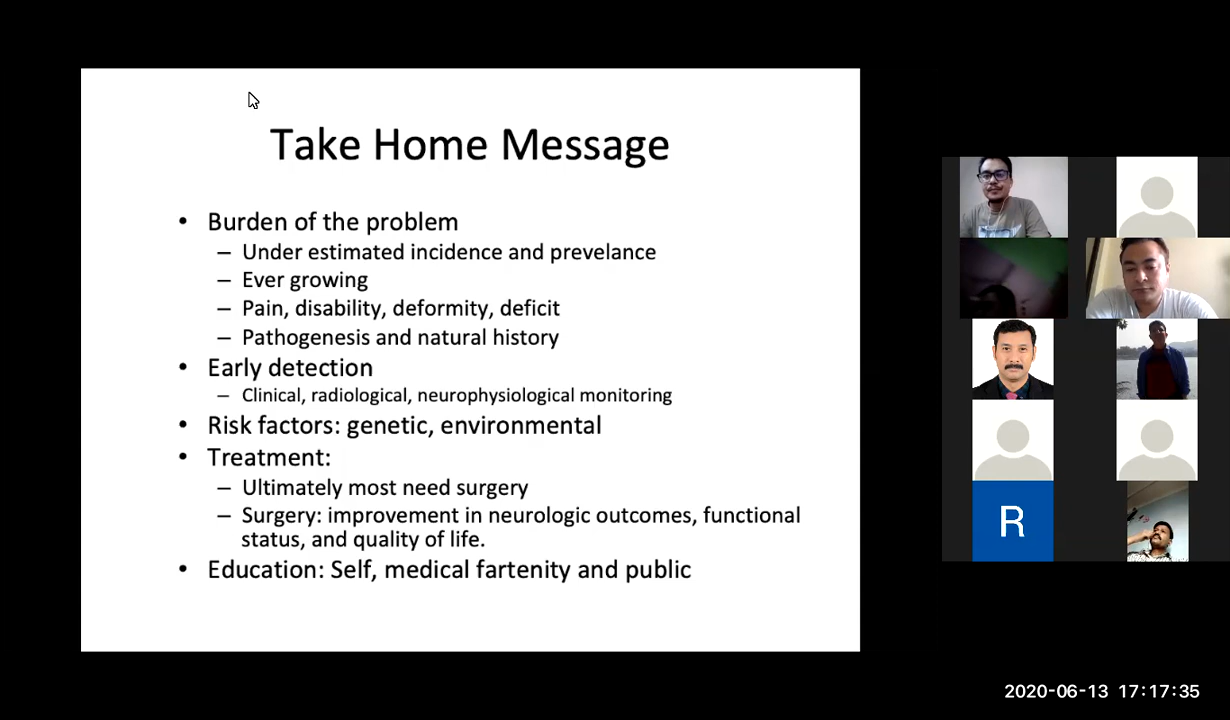 Take Home Message
• Burden of the problem
– Under estimated incidence and prevelance
– Ever growing
– Pain, disability, deformity, deficit
– Pathogenesis and natural history
• Early detection
– Clinical, radiological, neurophysiological monitoring
• Risk factors: genetic, environmental
• Treatment:
– Ultimately most need surgery
– Surgery: improvement in neurologic outcomes, functional
status, and quality of life.
• Education: Self, medical fartenity and public
R
2020-06-13 17:17:35